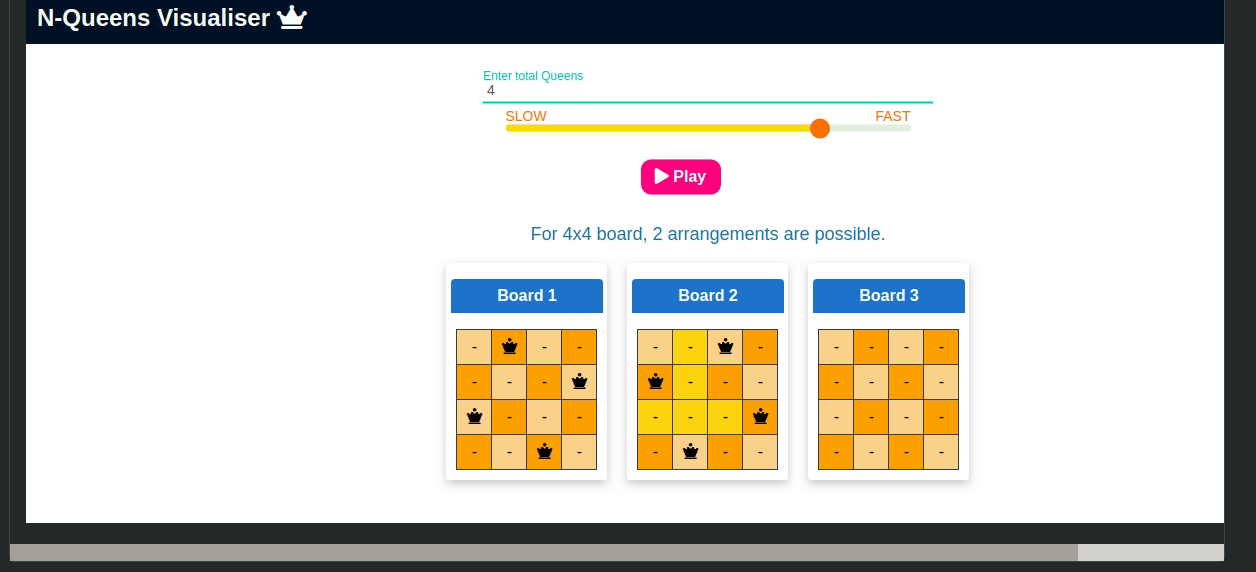 N-Queens Visualiser
Enter total Queens
4
SLOW FAST
Play
For 4x4 board, 2 arrangements are possible.
Board 1 Board 2 Board 3
- - - - - - - - - -
- - - - - - - - - -
- - - - - - - - - -
- - - - - - - - - -